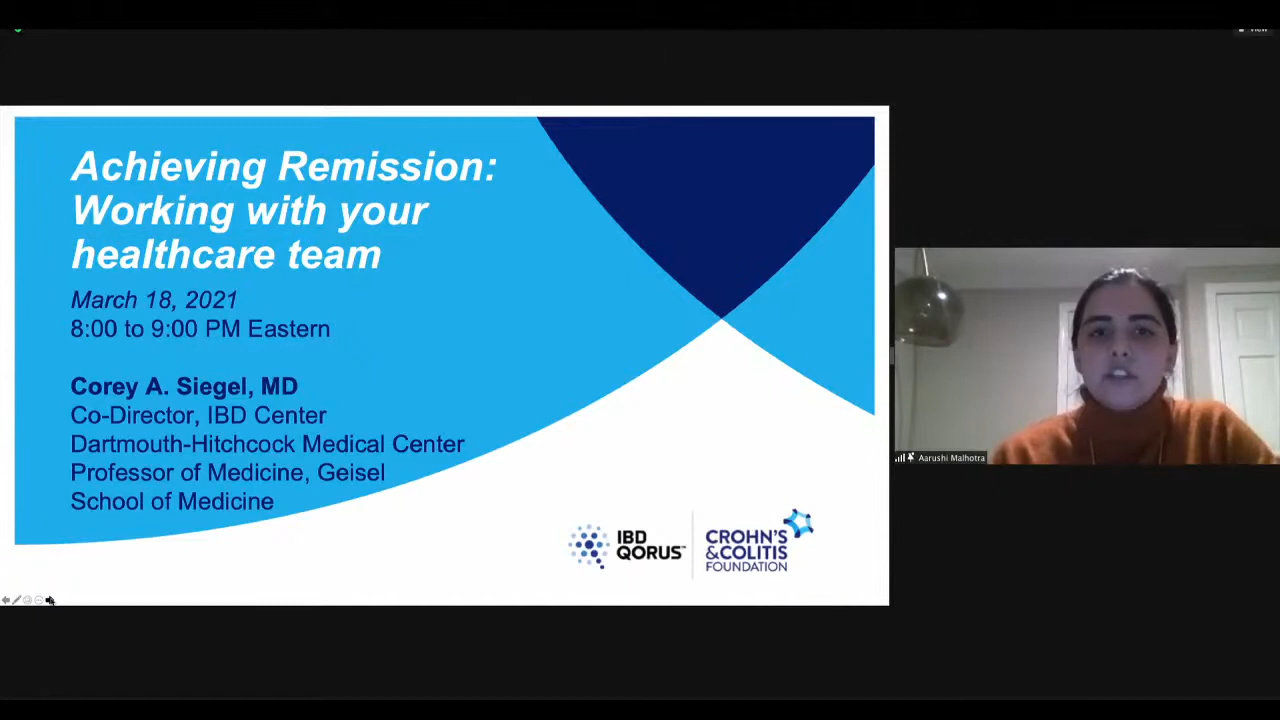 View
Achieving Remission:
Working with your
healthcare team
March 18, 2021
8:00 to 9:00 PM Eastern
Corey A. Siegel, MD
Co-Director, IBD Center
Dartmouth-Hitchcock Medical Center
Professor of Medicine, Geisel
School of Medicine
IBD
QORUS™
CROHN'S
&COLITIS
FOUNDATION
Aarushi Malhotra